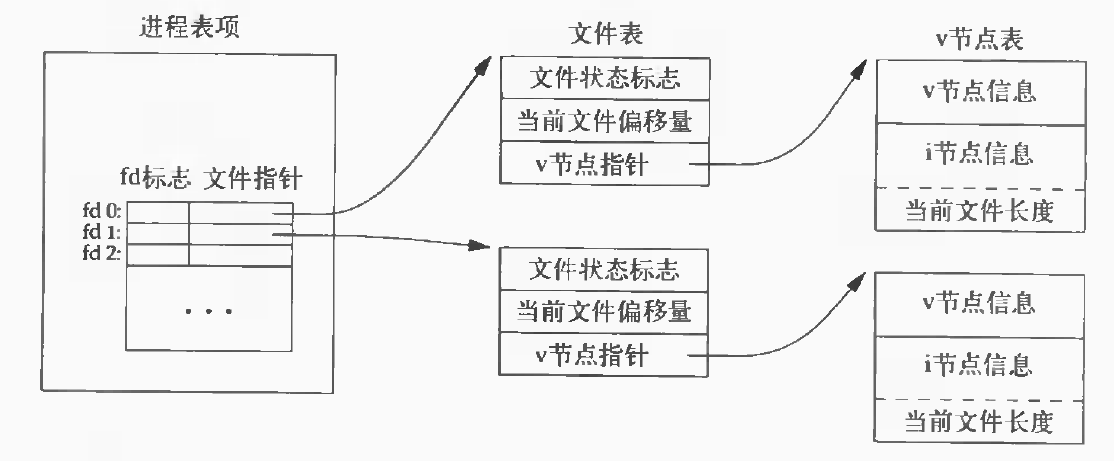 进程表项
fd标志 文件指针
fd 0:
fd 1:
fd 2:
...
文件表
文件状态标志
当前文件偏移量
v节点指针
文件状态标志
当前文件偏移量
v节点指针
v节点表
v节点信息
i节点信息
当前文件长度
v节点信息
i节点信息
当前文件长度